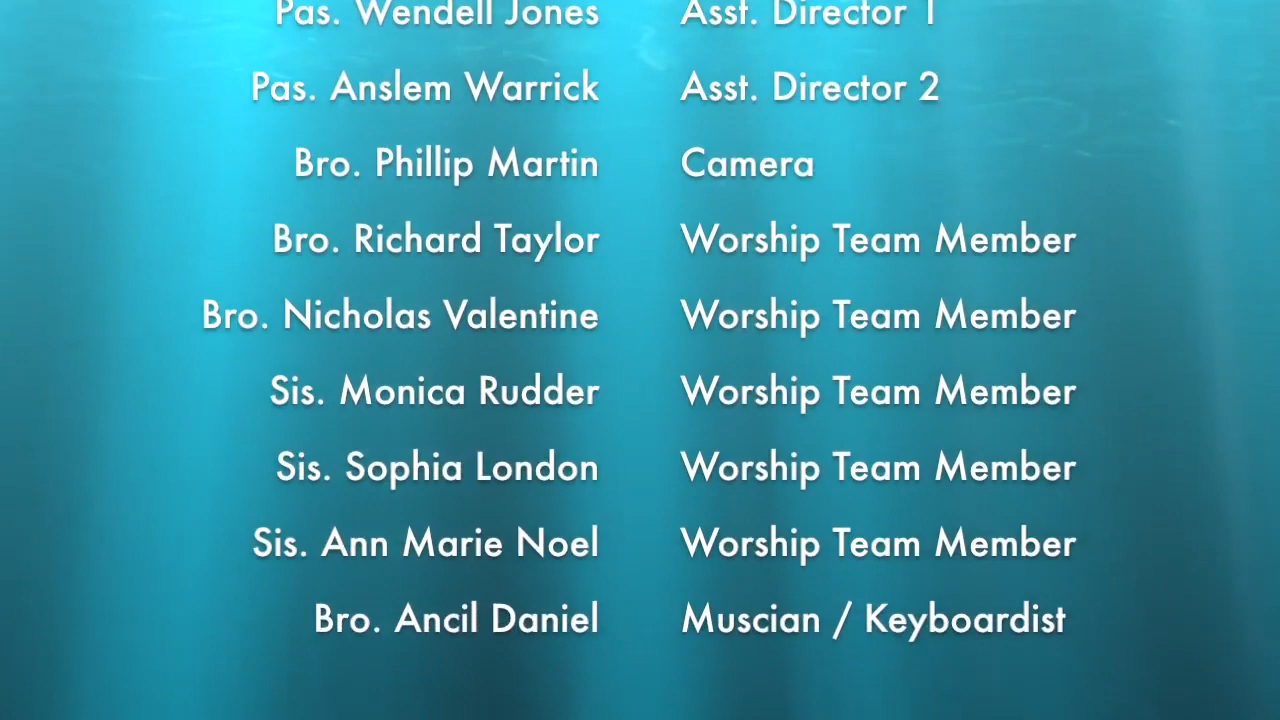 Pas. Wendell Jones Asst. Director 1
Pas. Anslem Warrick Asst. Director 2
Bro. Phillip Martin Camera
Bro. Richard Taylor Worship Team Member
Bro. Nicholas Valentine Worship Team Member
Sis. Monica Rudder Worship Team Member
Sis. Sophia London Worship Team Member
Sis. Ann Marie Noel Worship Team Member
Bro. Ancil Daniel Muscian / Keyboardist